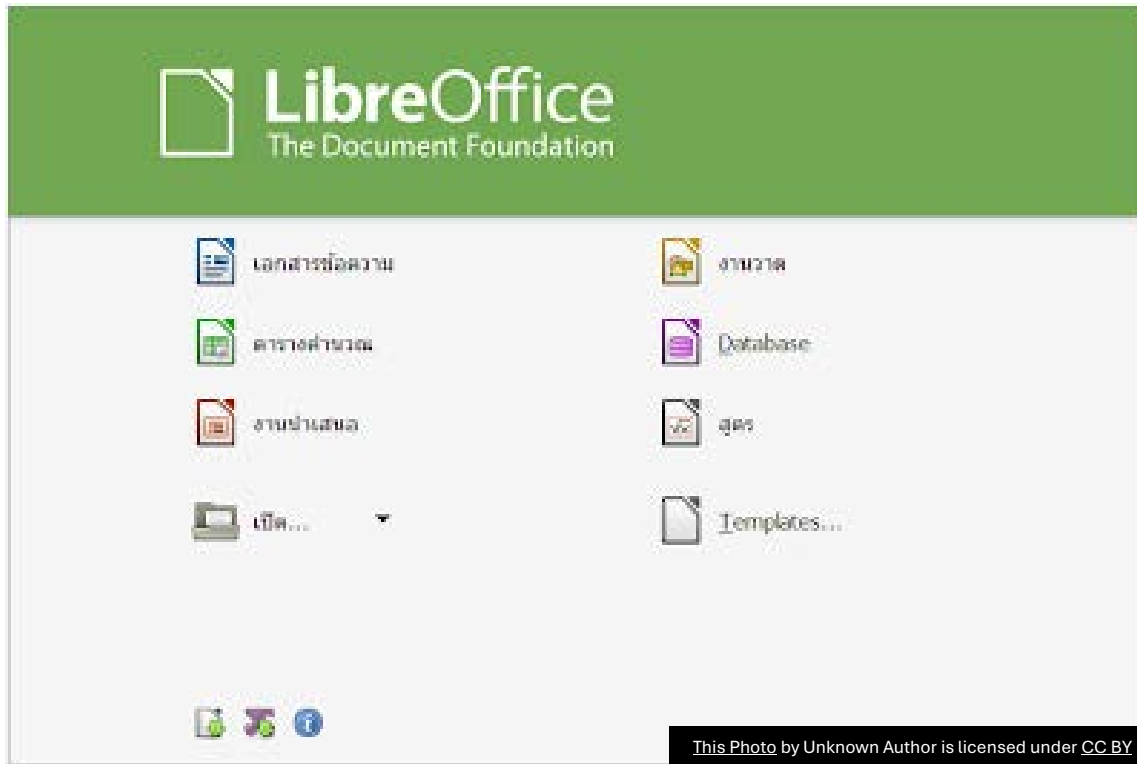 LibreOffice
The Document Foundation
เอกสารข้อความ
งานวาด
ตารางคำนวณ
Database
งานนำเสนอ
สูตร
เปิด...
Templates...
This Photo by Unknown Author is licensed under CC BY